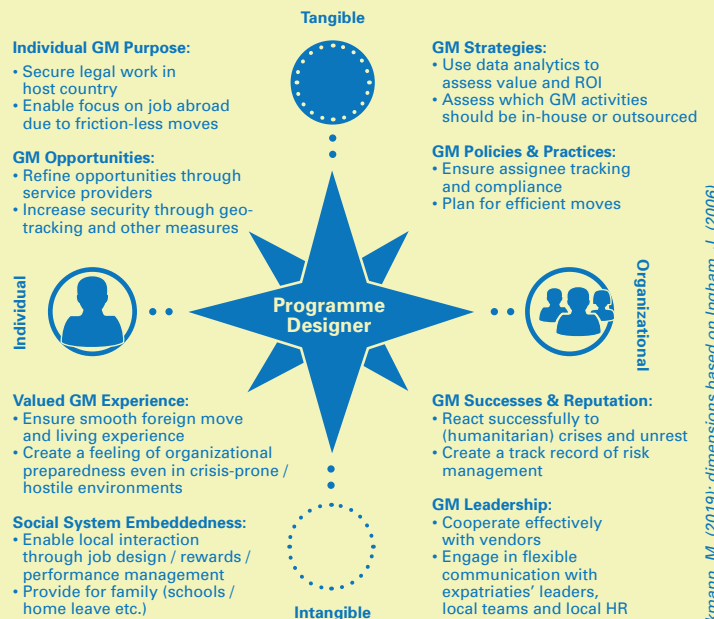 Tangible
Individual GM Purpose:
• Secure legal work in
host country
• Enable focus on job abroad
due to friction-less moves
GM Opportunities:
• Refine opportunities through
service providers
• Increase security through geo-
tracking and other measures
GM Strategies:
• Use data analytics to
assess value and ROI
• Assess which GM activities
should be in-house or outsourced
GM Policies & Practices:
• Ensure assignee tracking
and compliance
• Plan for efficient moves
Individual
Programme
Designer
Organizational
Valued GM Experience:
• Ensure smooth foreign move
and living experience
• Create a feeling of organizational
preparedness even in crisis-prone /
hostile environments
Social System Embeddedness:
• Enable local interaction
through job design / rewards /
performance management
• Provide for family (schools /
home leave etc.)
GM Successes & Reputation:
• React successfully to
(humanitarian) crises and unrest
• Create a track record of risk
management
GM Leadership:
• Cooperate effectively
with vendors
• Engage in flexible
communication with
expatriaties' leaders,
local teams and local HR
Intangible
M. (2019); dimensions based on Ingham, J. (2006)